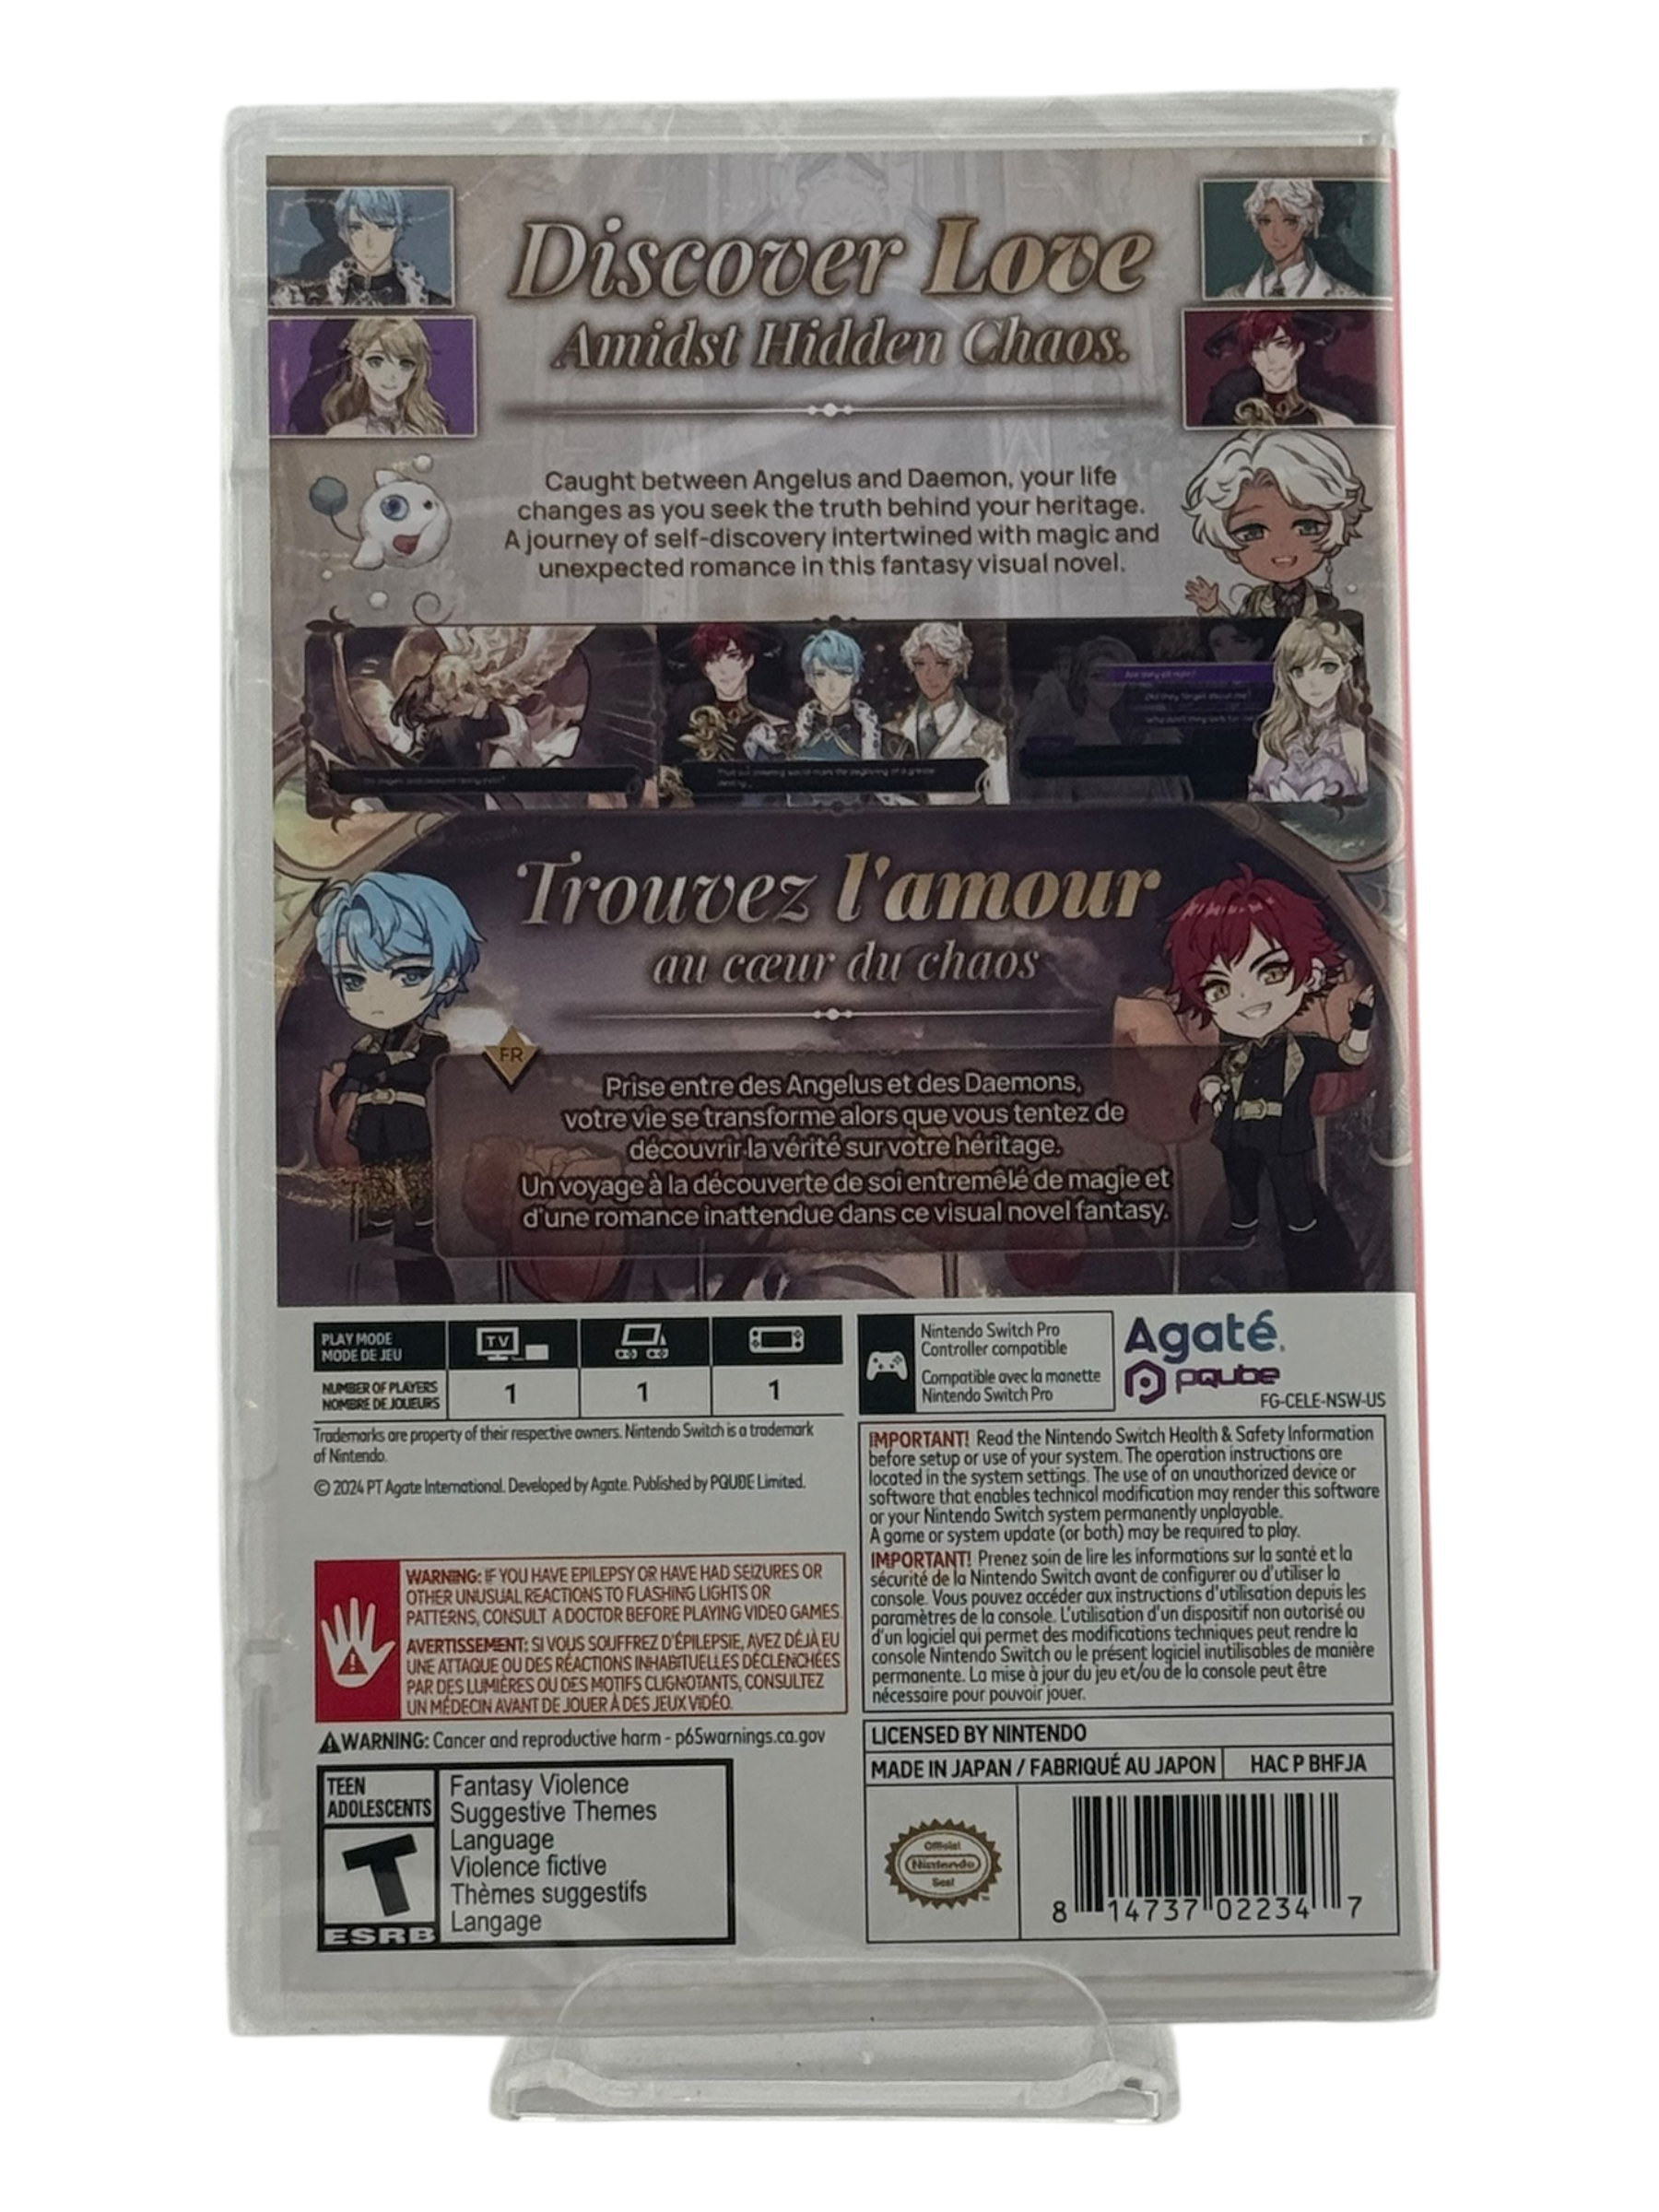 Discover Love
Amidst Hidden Chaos.
Caught between Angelus and Daemon, your life
changes as you seek the truth behind your heritage.
A journey of self-discovery intertwined with magic and
unexpected romance in this fantasy visual novel.
Are they all right?
Did they forget about me?
Trouvez l'amour
au cœur du chaos
FR
Prise entre des Angelus et des Daemons,
votre vie se transforme alors que vous tentez de
découvrir la vérité sur votre héritage.
Un voyage à la découverte de soi entremêlé de magie et
d'une romance inattendue dans ce visual novel fantasy.
PLAY MODE
MODE DE JEU
TV
NUMBER OF PLAYERS
NOMBRE DE JOUEURS
1
1
1
Nintendo Switch Pro
Controller compatible
Compatible avec la manette
Nintendo Switch Pro
Agaté
PQube
FG-CELE-NSW-US
Trademarks are property of their respective owners. Nintendo Switch is a trademark
of Nintendo.
© 2024 PT Agate International. Developed by Agate. Published by PQUBE Limited.
IMPORTANT! Read the Nintendo Switch Health & Safety Information
before setup or use of your system. The operation instructions are
located in the system settings. The use of an unauthorized device or
software that enables technical modification may render this software
or your Nintendo Switch system permanently unplayable.
A game or system update (or both) may be required to play.
IMPORTANT! Prenez soin de lire les informations sur la santé et la
sécurité de la Nintendo Switch avant de configurer ou d'utiliser la
console. Vous pouvez accéder aux instructions d'utilisation depuis les
paramètres de la console. L'utilisation d'un dispositif non autorisé ou
d'un logiciel qui permet des modifications techniques peut rendre la
console Nintendo Switch ou le présent logiciel inutilisables de manière
permanente. La mise à jour du jeu et/ou de la console peut être
nécessaire pour pouvoir jouer.
WARNING: IF YOU HAVE EPILEPSY OR HAVE HAD SEIZURES OR
OTHER UNUSUAL REACTIONS TO FLASHING LIGHTS OR
PATTERNS, CONSULT A DOCTOR BEFORE PLAYING VIDEO GAMES.
AVERTISSEMENT: SI VOUS SOUFFREZ D'ÉPILEPSIE, AVEZ DÉJÀ EU
UNE ATTAQUE OU DES RÉACTIONS INHABITUELLES DÉCLENCHÉES
PAR DES LUMIÈRES OU DES MOTIFS CLIGNOTANTS, CONSULTEZ
UN MÉDECIN AVANT DE JOUER À DES JEUX VIDÉO.
WARNING: Cancer and reproductive harm - p65warnings.ca.gov
TEEN
ADOLESCENTS
T
ESRB
Fantasy Violence
Suggestive Themes
Language
Violence fictive
Thèmes suggestifs
Langage
LICENSED BY NINTENDO
MADE IN JAPAN / FABRIQUÉ AU JAPON
HAC P BHFJA
Official
Nintendo
Seal
8 14737 02234 7